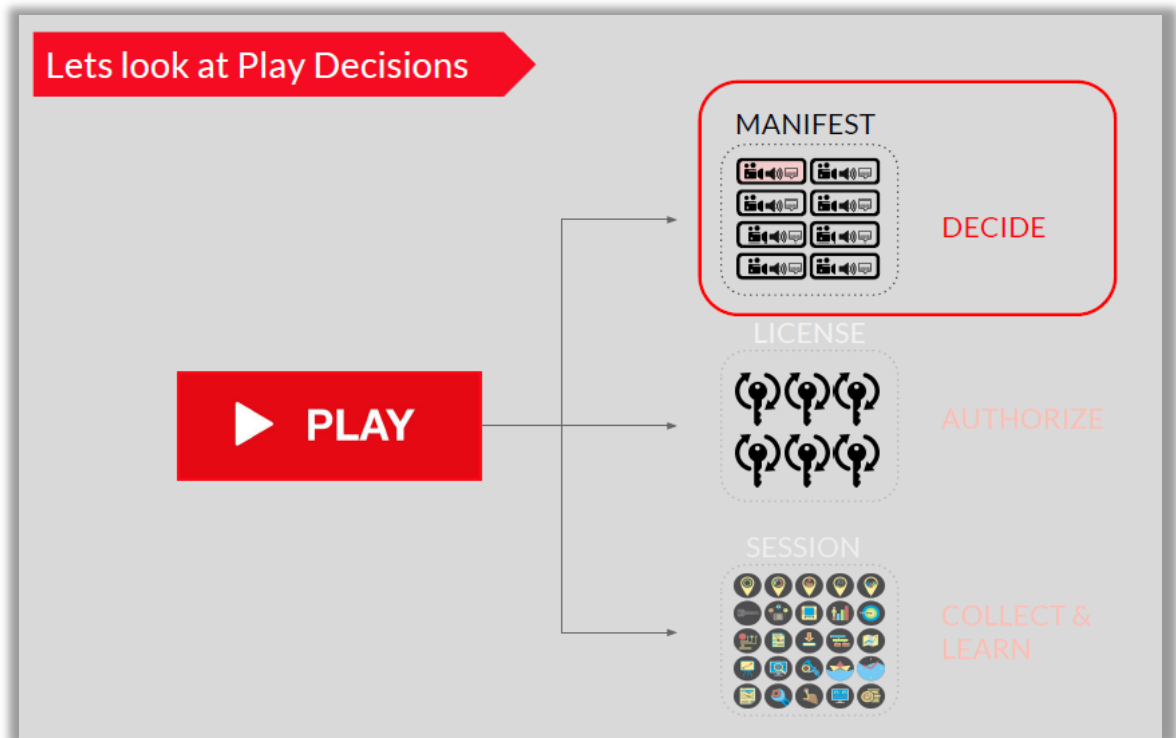 Lets look at Play Decisions
MANIFEST
DECIDE
LICENSE
PLAY
AUTHORIZE
SESSION
COLLECT &
LEARN